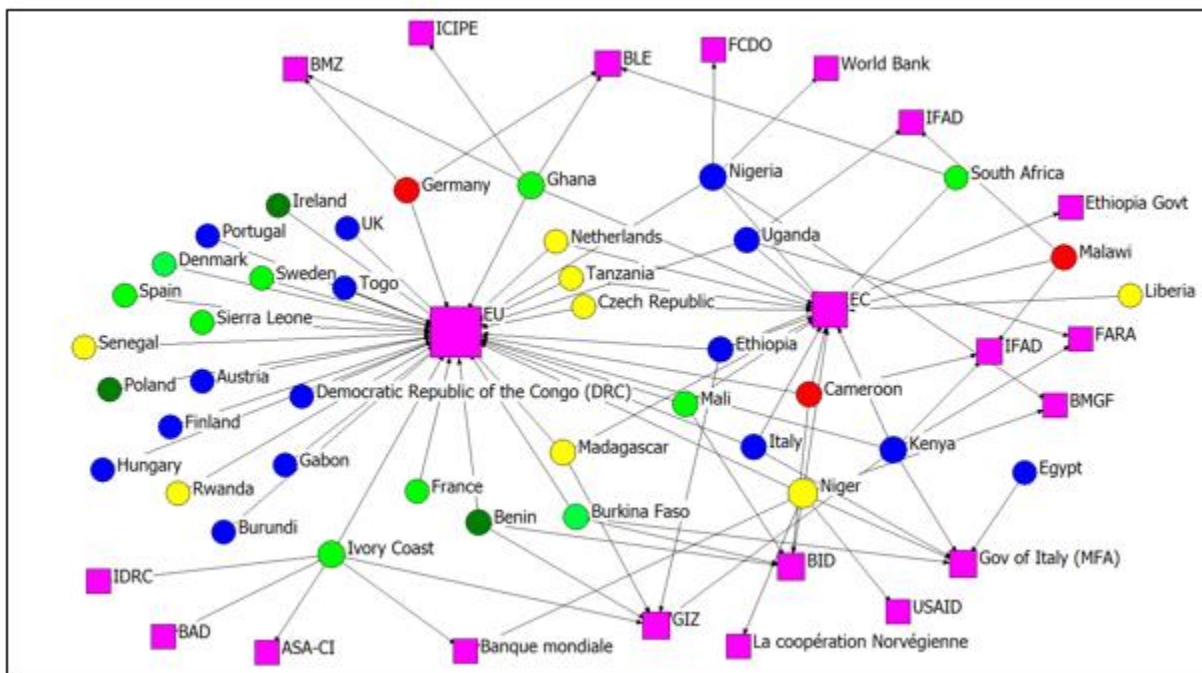 ICIPE
BMZ
BLE
FCDO
World Bank
IFAD
Germany
Ghana
Nigeria
South Africa
Ireland
Ethiopia Govt
Portugal
UK
Netherlands
Uganda
Malawi
Denmark
Sweden
Togo
Tanzania
Spain
Czech Republic
EC
Liberia
Sierra Leone
EU
Senegal
Ethiopia
IFAD
FARA
Poland
Austria
Democratic Republic of the Congo (DRC)
Mali
Cameroon
BMGF
Finland
Madagascar
Italy
Kenya
Hungary
Gabon
Egypt
Rwanda
France
Niger
Burundi
Benin
Burkina Faso
Ivory Coast
BID
Gov of Italy (MFA)
IDRC
USAID
GIZ
BAD
ASA-CI
Banque mondiale
La coopération Norvégienne